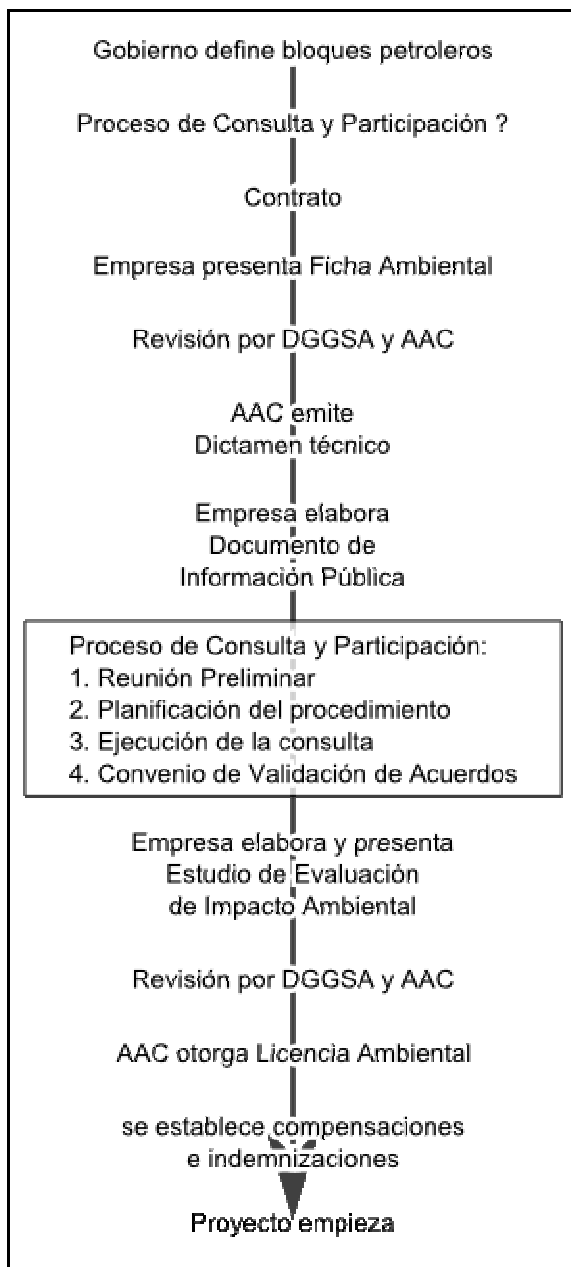 Gobierno define bloques petroleros
Proceso de Consulta y Participación ?
Contrato
Empresa presenta Ficha Ambiental
Revisión por DGGSA y AAC
AAC emite
Dictamen técnico
Empresa elabora
Documento de
Información Pública
Proceso de Consulta y Participación:
1. Reunión Preliminar
2. Planificación del procedimiento
3. Ejecución de la consulta
4. Convenio de Validación de Acuerdos
Empresa elabora y presenta
Estudio de Evaluación
de Impacto Ambiental
Revisión por DGGSA y AAC
AAC otorga Licencia Ambiental
se establece compensaciones
e indemnizaciones
Proyecto empieza